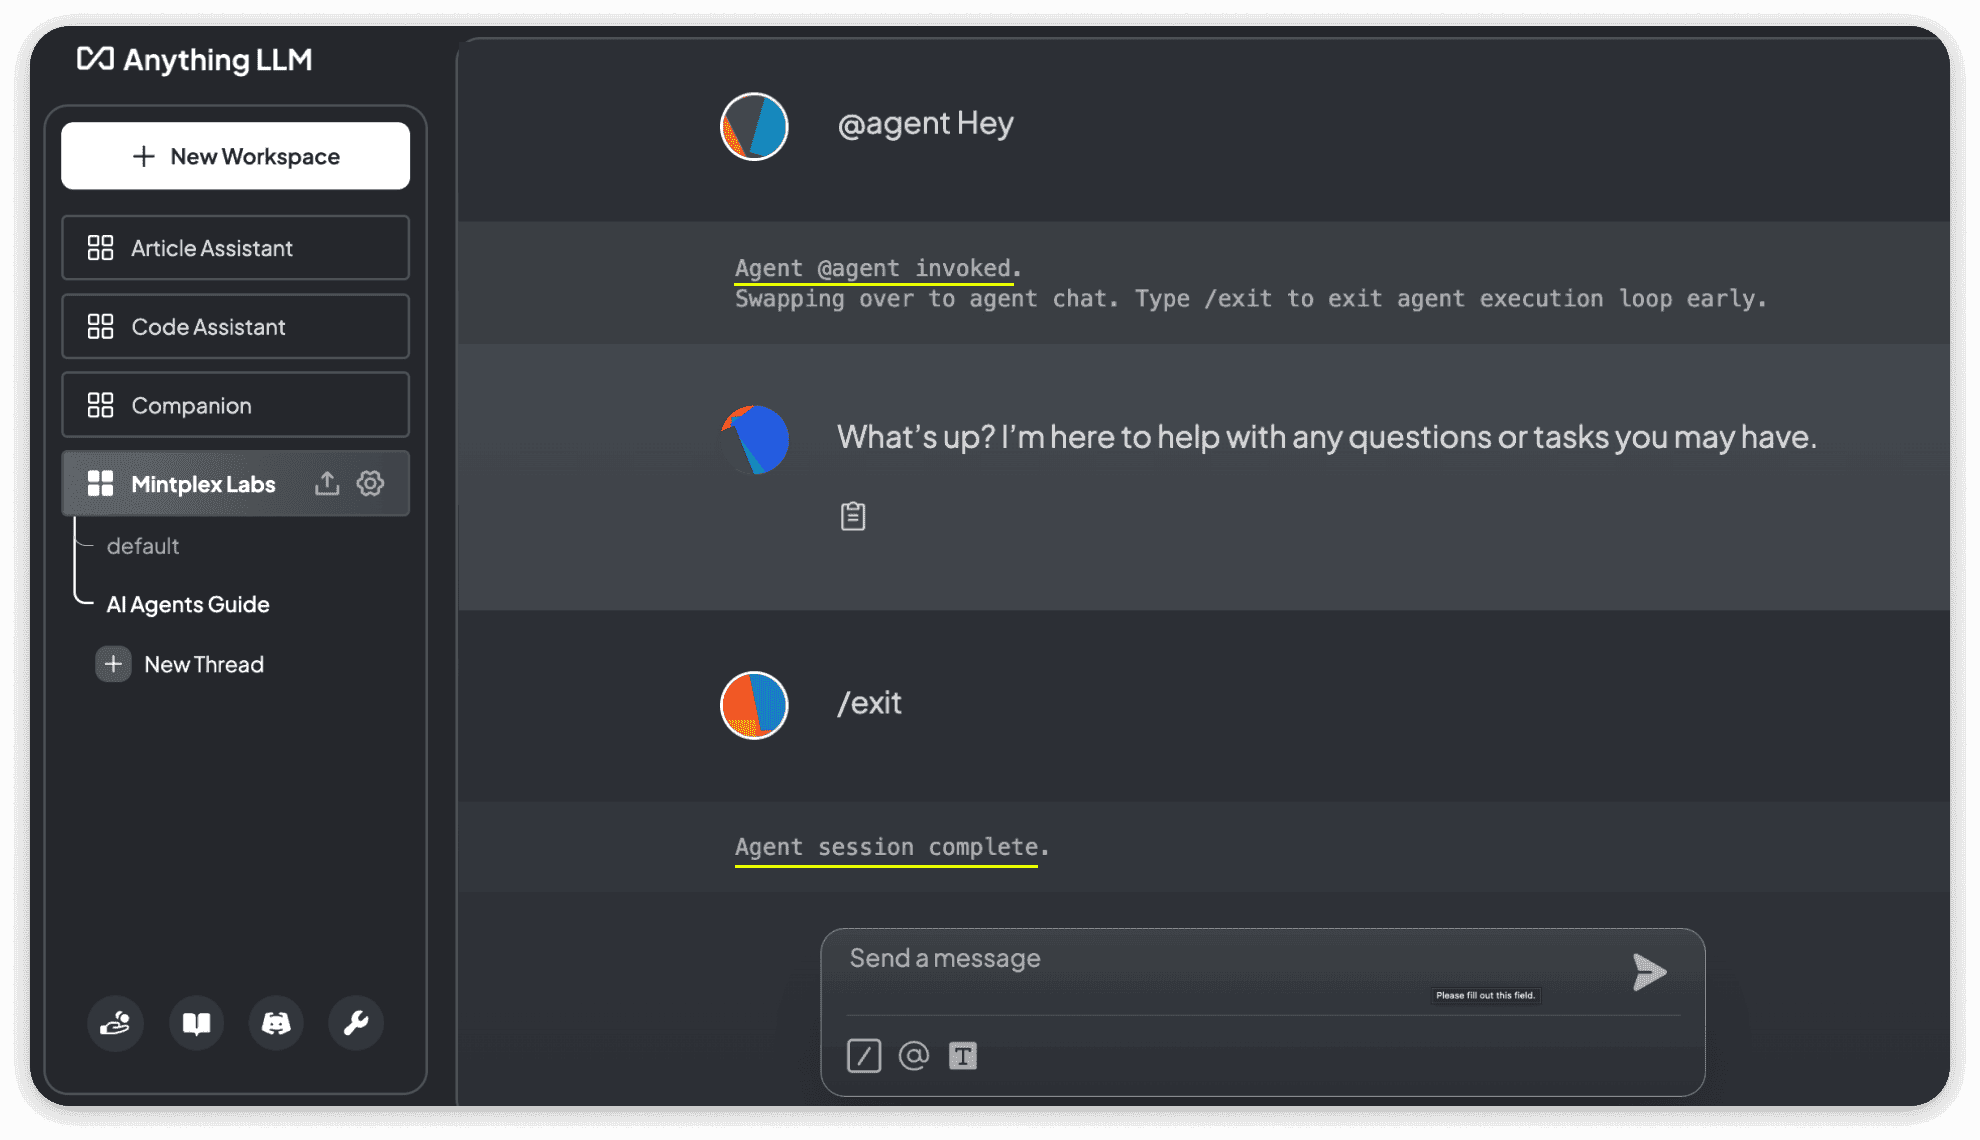 Anything LLM
New Workspace
Article Assistant
Code Assistant
Companion
Mintplex Labs
default
AI Agents Guide
New Thread
@agent Hey
Agent @agent invoked.
Swapping over to agent chat. Type /exit to exit agent execution loop early.
What's up? I'm here to help with any questions or tasks you may have.
/exit
Agent session complete.
Send a message
Please fill out this field.